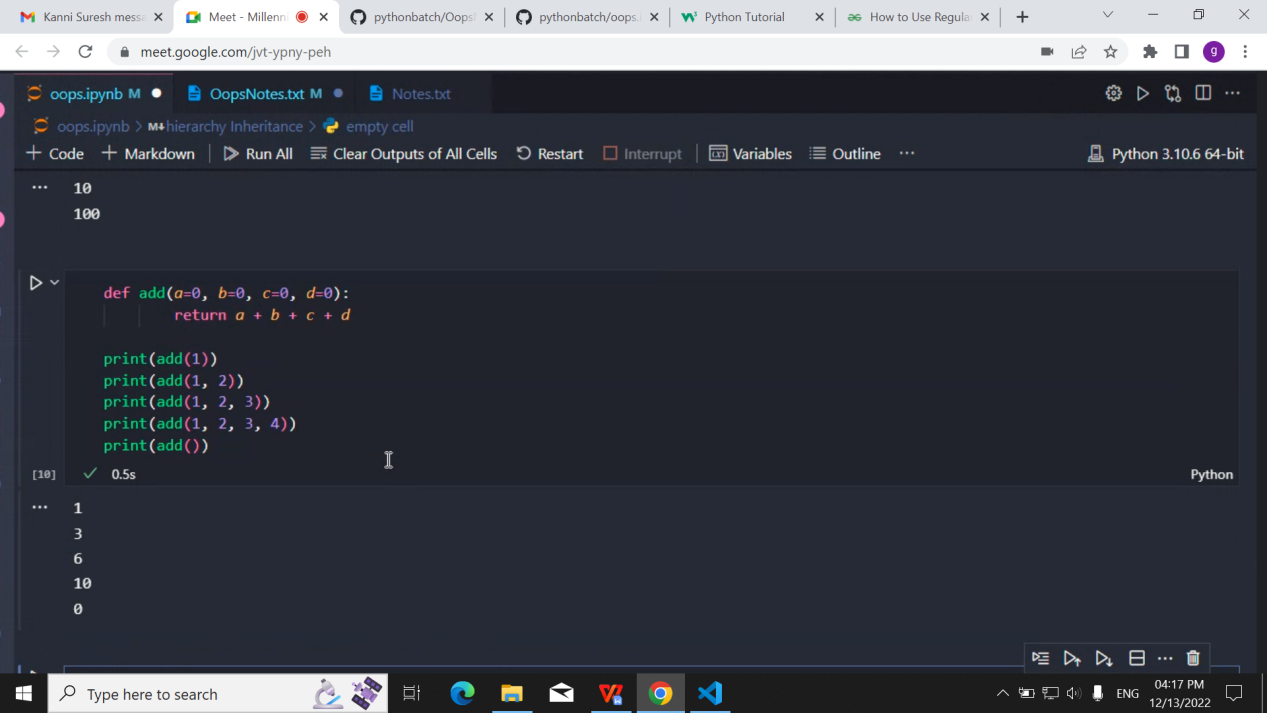 Kanni Suresh messa
Meet - Millenni
pythonbatch/Oops
pythonbatch/oops.
Python Tutorial
How to Use Regula
meet.google.com/jvt-ypny-peh
g
oops.ipynb M
OopsNotes.txt M
Notes.txt
oops.ipynb > M↓hierarchy Inheritance > empty cell
+ Code + Markdown Run All Clear Outputs of All Cells Restart Interrupt Variables Outline ... Python 3.10.6 64-bit
10
100
def add(a=0, b=0, c=0, d=0):
return a + b + c + d
print(add(1))
print(add(1, 2))
print(add(1, 2, 3))
print(add(1, 2, 3, 4))
print(add())
[10] 0.5s Python
1
3
6
10
0
Type here to search
ENG
04:17 PM
12/13/2022